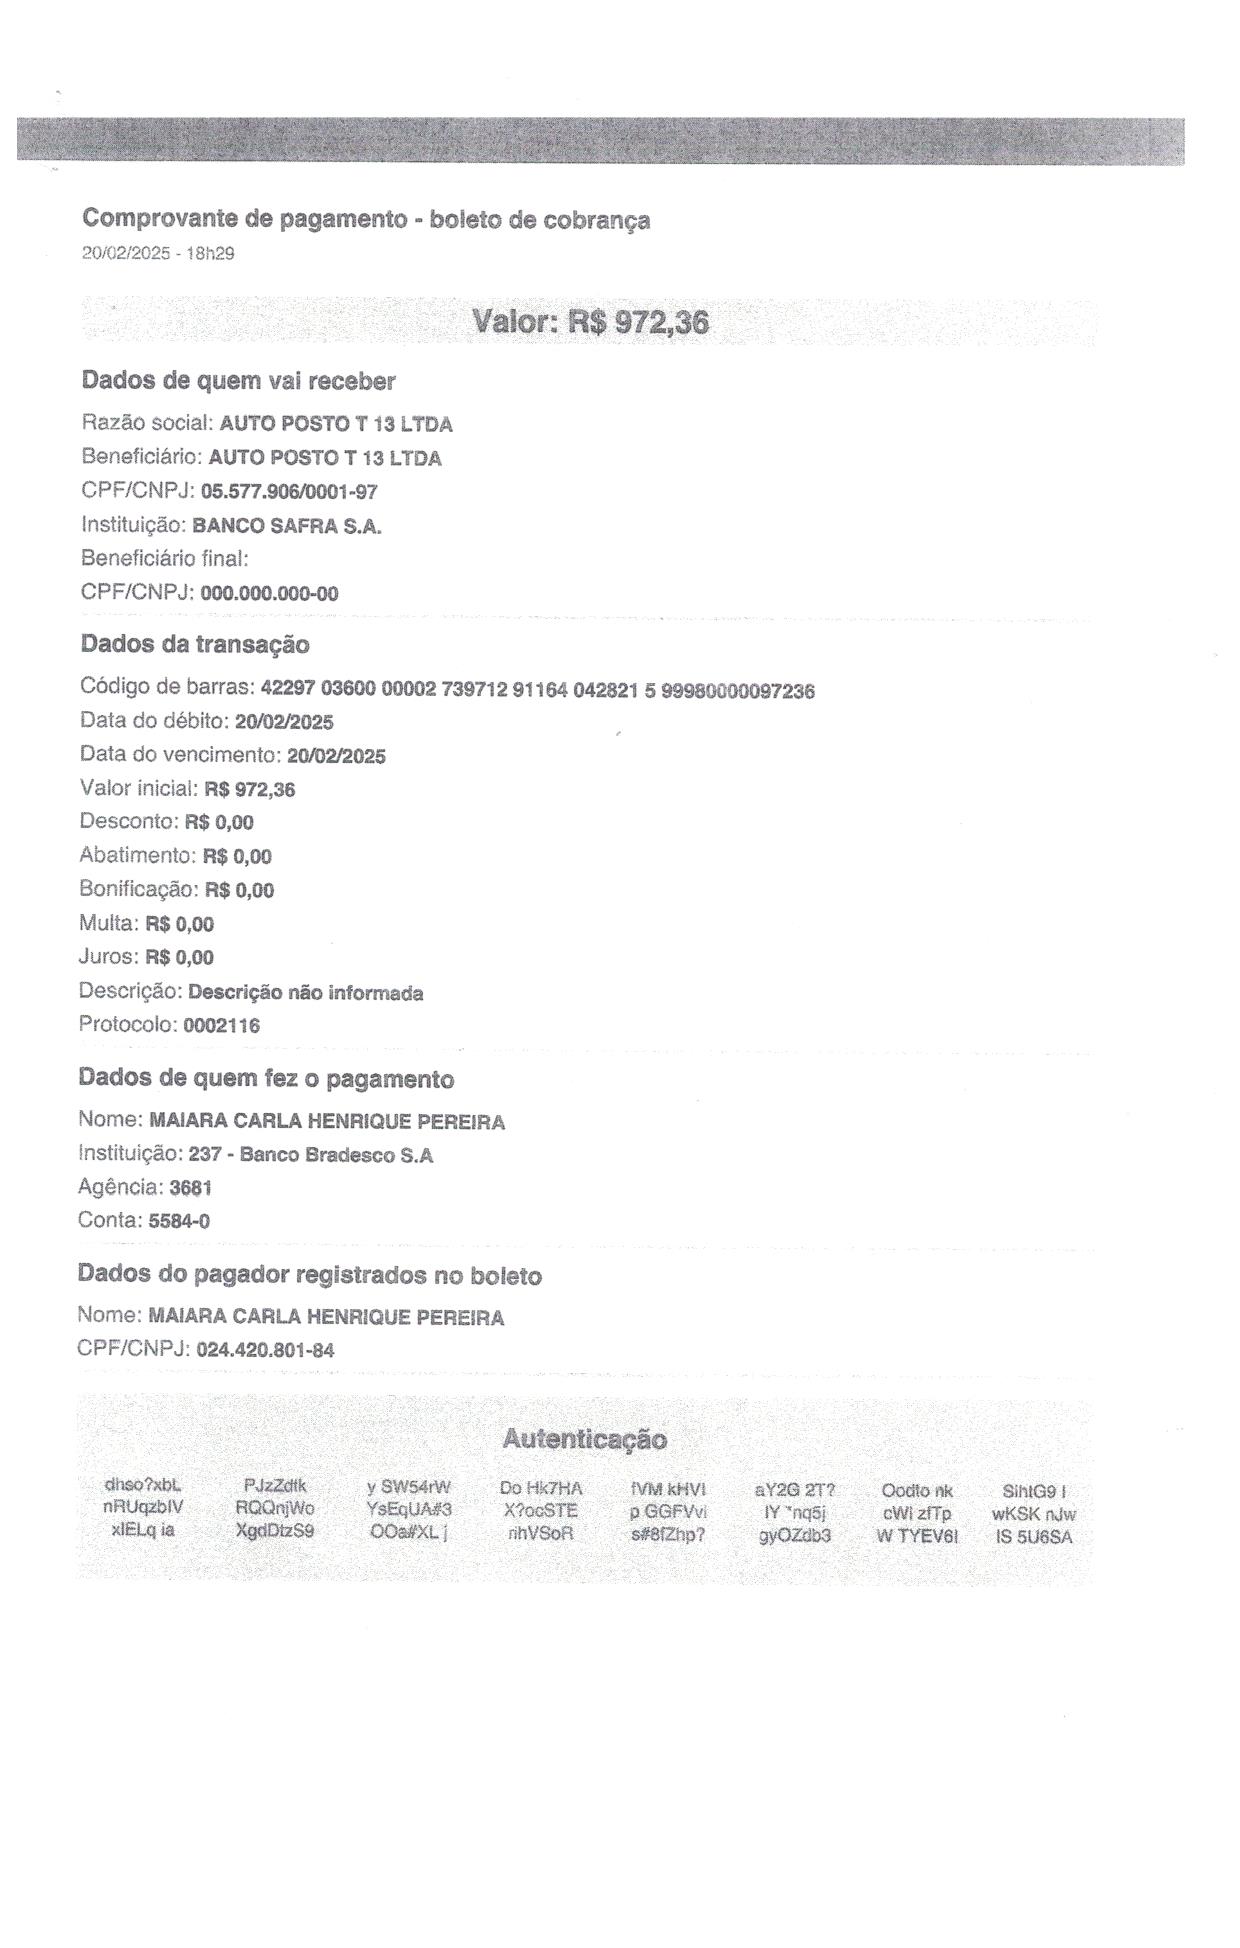 Comprovante de pagamento - boleto de cobrança
20/02/2025 - 18h29
Valor: R$ 972,36
Dados de quem vai receber
Razão social: AUTO POSTO T 13 LTDA
Beneficiário: AUTO POSTO T 13 LTDA
CPF/CNPJ: 05.577.906/0001-97
Instituição: BANCO SAFRA S.A.
Beneficiário final:
CPF/CNPJ: 000.000.000-00
Dados da transação
Código de barras: 42297 03600 00002 739712 91164 042821 5 99980000097236
Data do débito: 20/02/2025
Data do vencimento: 20/02/2025
Valor inicial: R$ 972,36
Desconto: R$ 0,00
Abatimento: R$ 0,00
Bonificação: R$ 0,00
Multa: R$ 0,00
Juros: R$ 0,00
Descrição: Descrição não informada
Protocolo: 0002116
Dados de quem fez o pagamento
Nome: MAIARA CARLA HENRIQUE PEREIRA
Instituição: 237 - Banco Bradesco S.A
Agência: 3681
Conta: 5584-0
Dados do pagador registrados no boleto
Nome: MAIARA CARLA HENRIQUE PEREIRA
CPF/CNPJ: 024.420.801-84
Autenticação
dhso?xbL PJzZdtk y SW54rW Do Hk7HA aY2G 2T? Oodto nk
nRUqzbIV RQQnjWo YsEqUA#3 X?ocSTE p GGFVvi IY *nq5j cWi zfTp wKSK nJw
xIELq ia XgdDtzS9 OOa#XL j nhVSoR s#8fZhp? gyOZdb3 W TYEV6I IS 5U6SA